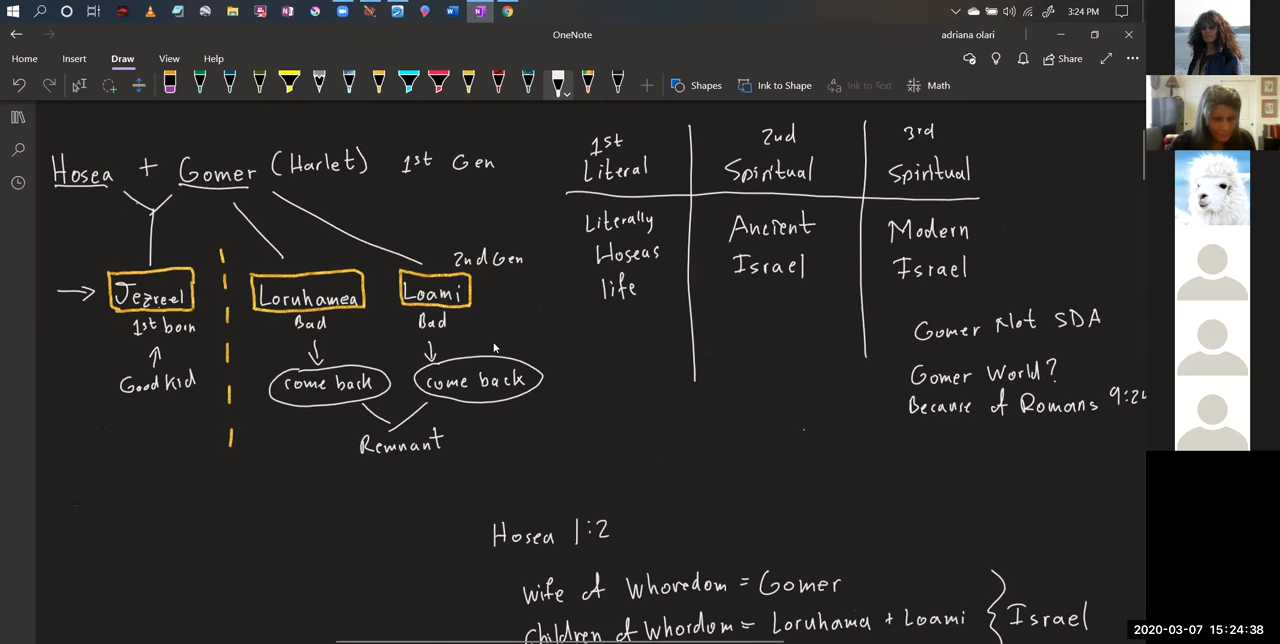 3:24 PM
OneNote
adriana olari
Home Insert Draw View Help
Share
Shapes Ink to Shape Ink to Text Math
Hosea + Gomer (Harlet) 1st Gen
2nd Gen
Jezreel Loruhamea Loami
1st born Bad Bad
Good Kid
come back come back
Remnant
1st 2nd 3rd
Literal Spiritual Spiritual
Literally Ancient Modern
Hoseas Israel Israel
life
Gomer Not SDA
Gomer World?
Because of Romans 9:24
Hosea 1:2
wife of whoredom = Gomer
children of whordom = Loruhama + Loami } Israel
2020-03-07 15:24:38